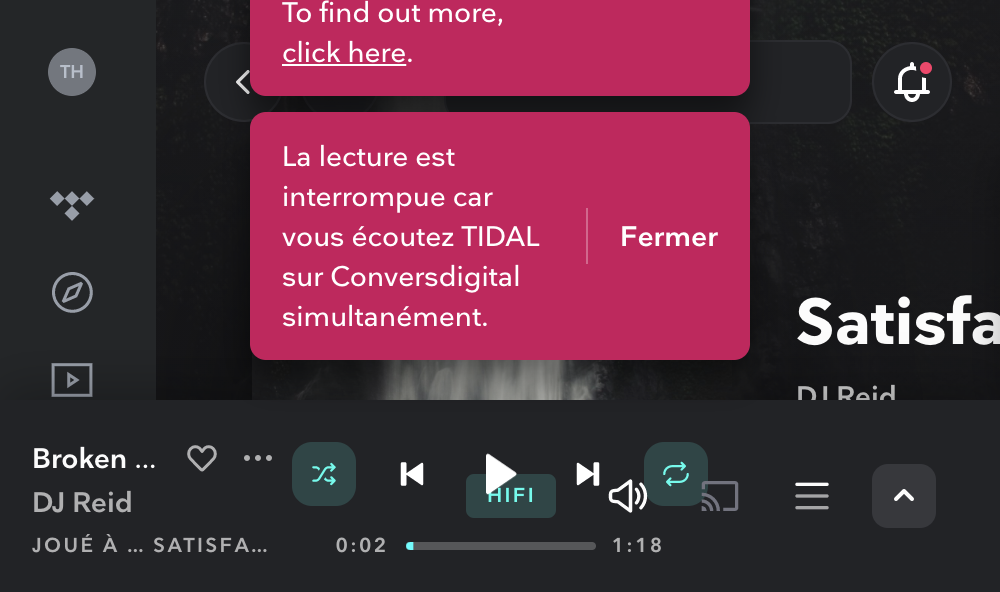 To find out more,
click here.
TH
La lecture est
interrompue car
vous écoutez TIDAL
sur Conversdigital
simultanément.
Fermer
Satisfa
DJ Reid
Broken ...
DJ Reid
HIFI
JOUÉ À ... SATISFA...
0:02
1:18